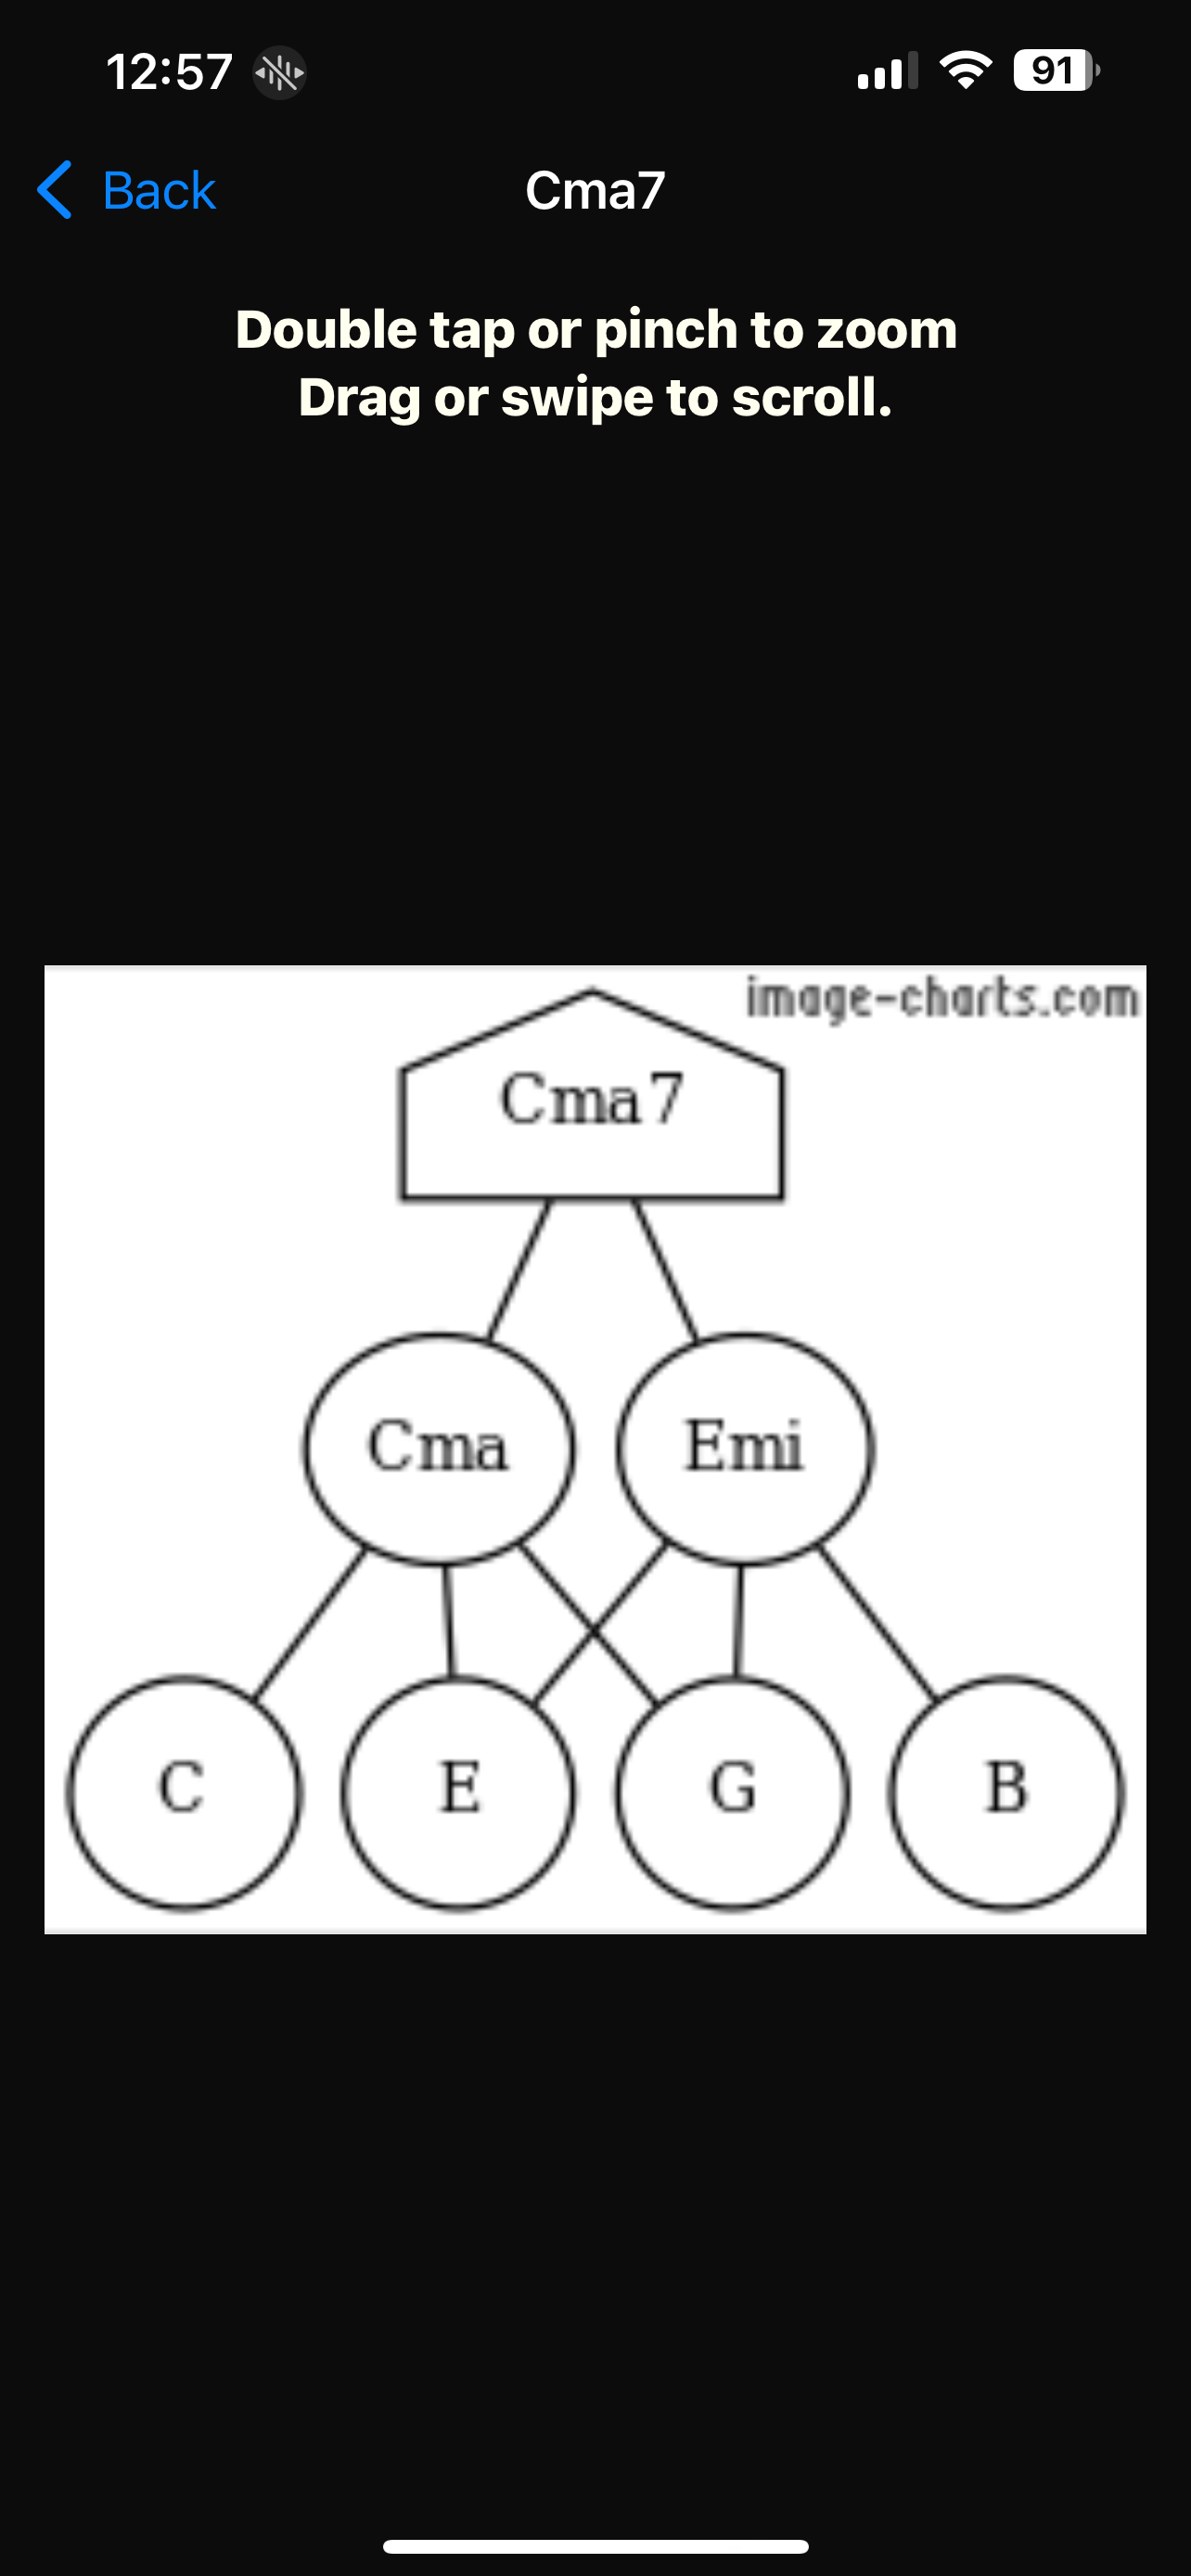 12:57
91
Back
Cma7
Double tap or pinch to zoom
Drag or swipe to scroll.
image-charts.com
Cma7
Cma Emi
C E G B